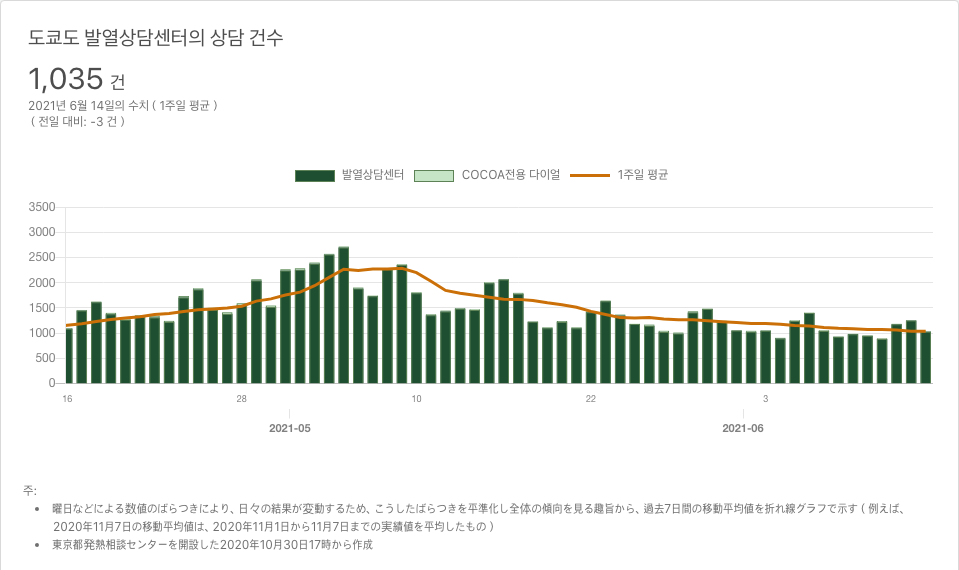 도쿄도 발열상담센터의 상담 건수
1,035 건
2021년 6월 14일의 수치 ( 1주일 평균 )
( 전일 대비: -3 건 )
발열상담센터 COCOA전용 다이얼 1주일 평균
3500
3000
2500
2000
1500
1000
500
0
16 28 10 22 3
2021-05 2021-06
주:
• 曜日などによる数値のばらつきにより、日々の結果が変動するため、こうしたばらつきを平準化し全体の傾向を見る趣旨から、過去7日間の移動平均値を折れ線グラフで示す ( 例えば、
2020年11月7日の移動平均値は、2020年11月1日から11月7日までの実績値を平均したもの )
• 東京都発熱相談センターを開設した2020年10月30日17時から作成